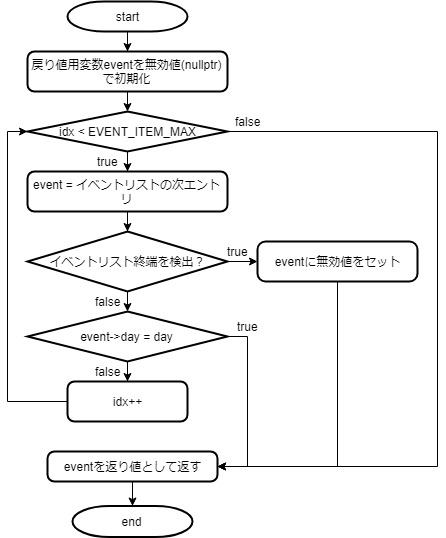 start
戻り値用変数eventを無効値(nullptr)
で初期化
idx < EVENT_ITEM_MAX
false
true
event = イベントリストの次エント
リ
イベントリスト終端を検出？
true
eventに無効値をセット
false
event->day = day
true
false
idx++
eventを返り値として返す
end